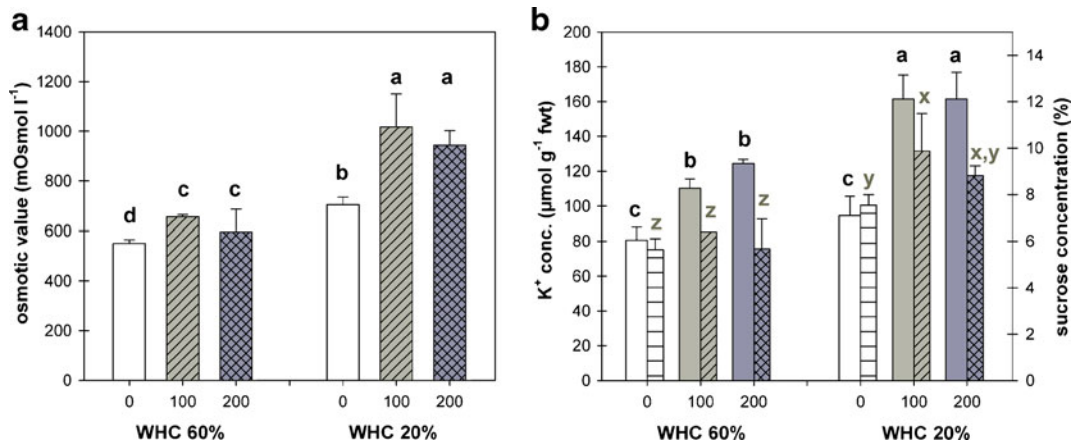 a
osmotic value (mOsmol l⁻¹)
1400
1200
1000
800
600
400
200
0
d
c
c
b
a
a
0 100 200 0 100 200
WHC 60% WHC 20%
b
K⁺ conc. (µmol g⁻¹ fwt)
200
180
160
140
120
100
80
60
40
20
0
c
z
b
z
b
z
c
y
a
x
a
x,y
0 100 200 0 100 200
WHC 60% WHC 20%
14
12
10
8
6
4
2
0
sucrose concentration (%)